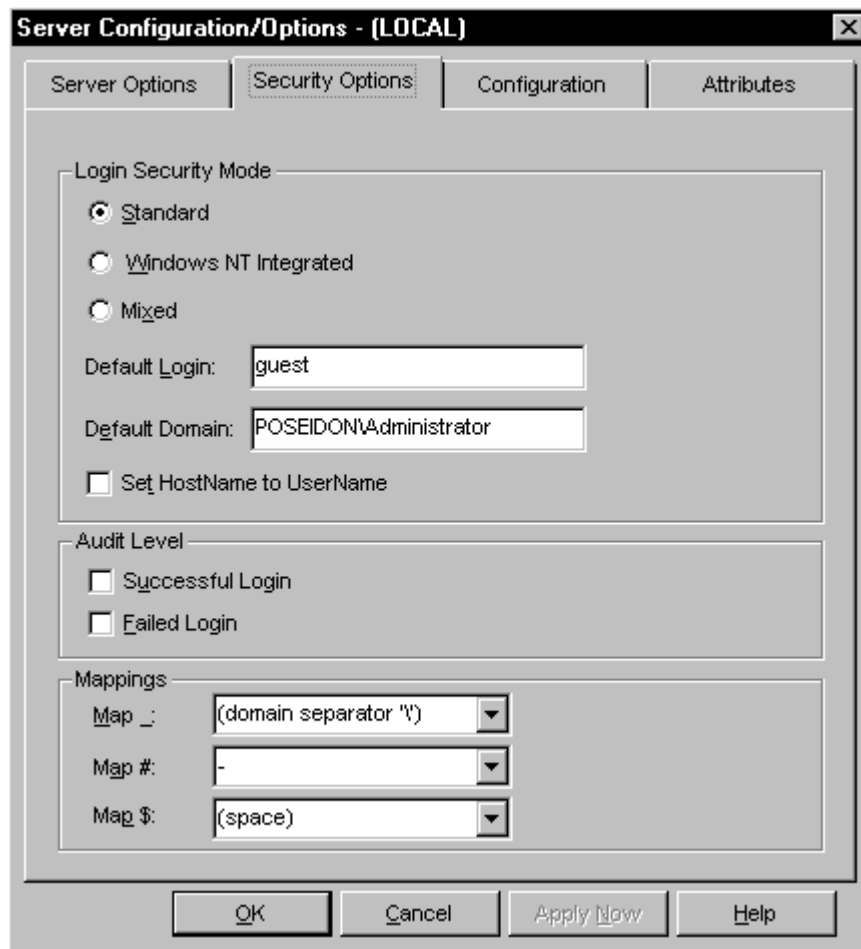 Server Configuration/Options - (LOCAL)
Server Options
Security Options
Configuration
Attributes
Login Security Mode
Standard
Windows NT Integrated
Mixed
Default Login:
guest
Default Domain:
POSEIDON\Administrator
Set HostName to UserName
Audit Level
Successful Login
Failed Login
Mappings
Map _:
(domain separator '\')
Map #:
-
Map $:
(space)
OK
Cancel
Apply Now
Help